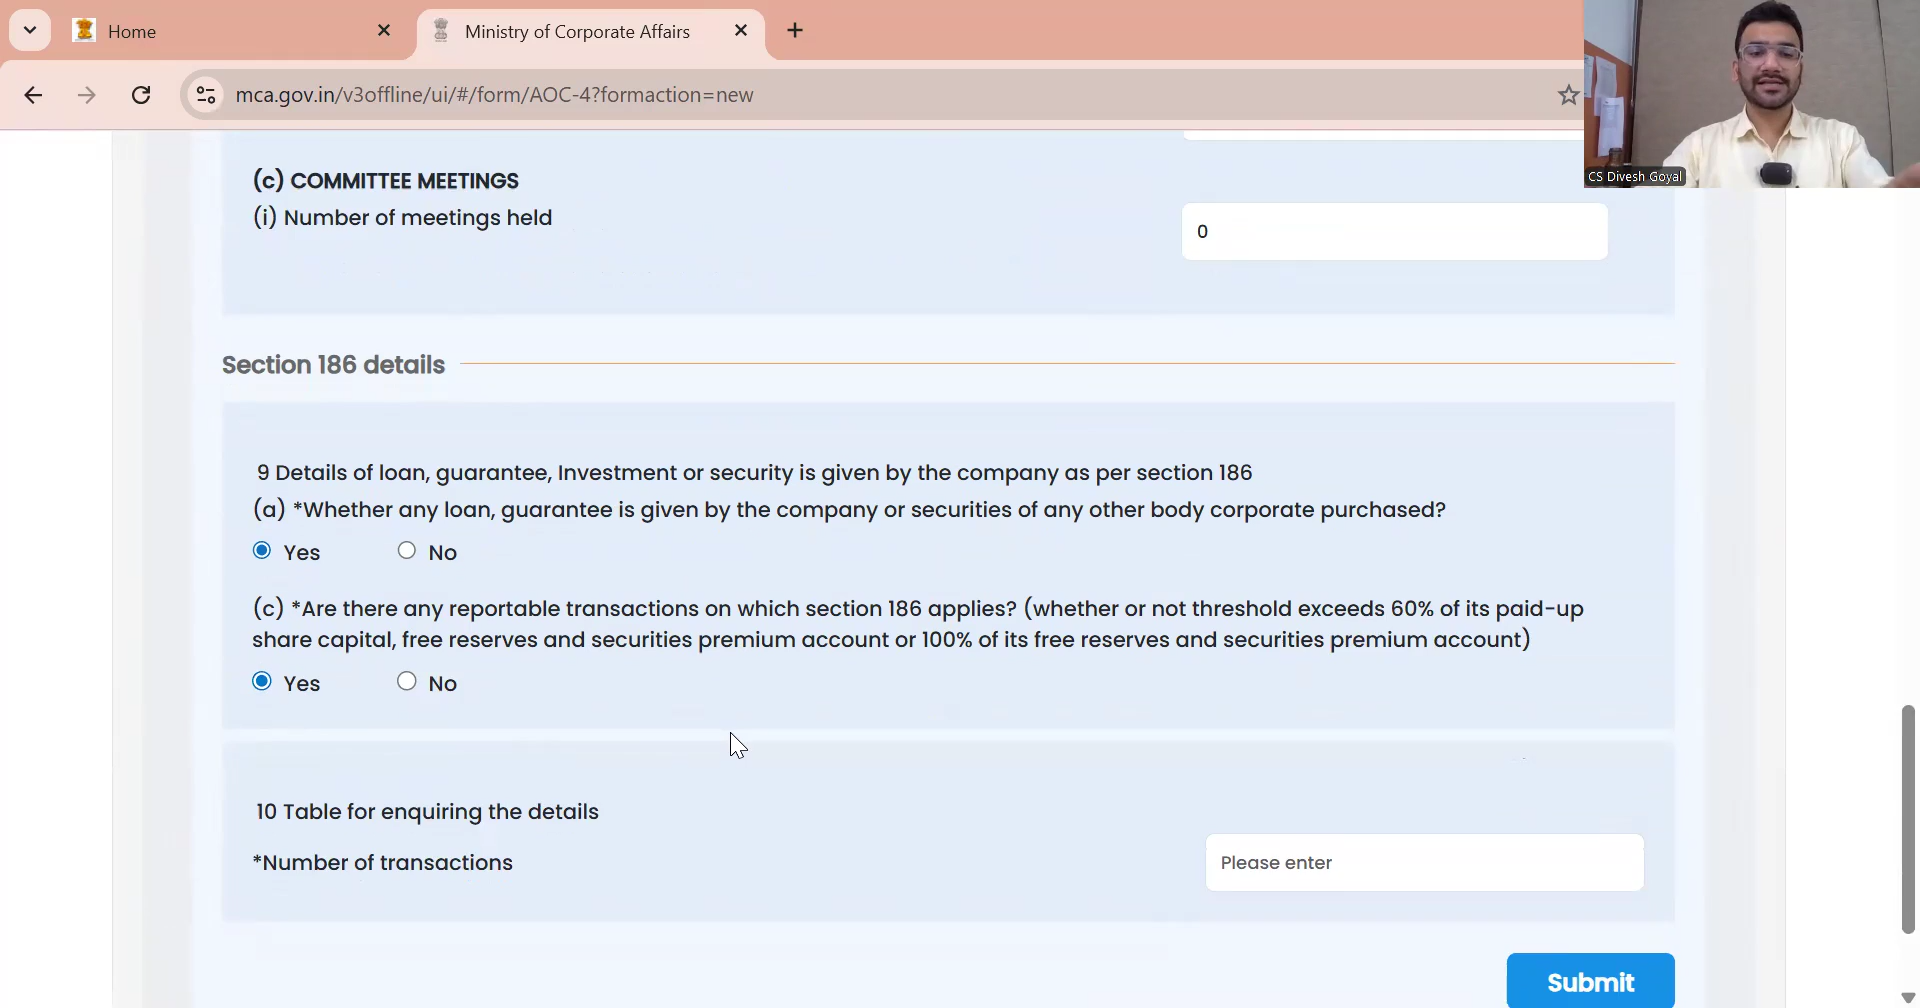 Home
Ministry of Corporate Affairs
mca.gov.in/v3offline/ui/#/form/AOC-4?formaction=new
CS Divesh Goyal
(c) COMMITTEE MEETINGS
(i) Number of meetings held
0
Section 186 details
9 Details of loan, guarantee, Investment or security is given by the company as per section 186
(a) *Whether any loan, guarantee is given by the company or securities of any other body corporate purchased?
Yes No
(c) *Are there any reportable transactions on which section 186 applies? (whether or not threshold exceeds 60% of its paid-up
share capital, free reserves and securities premium account or 100% of its free reserves and securities premium account)
Yes No
10 Table for enquiring the details
*Number of transactions
Please enter
Submit